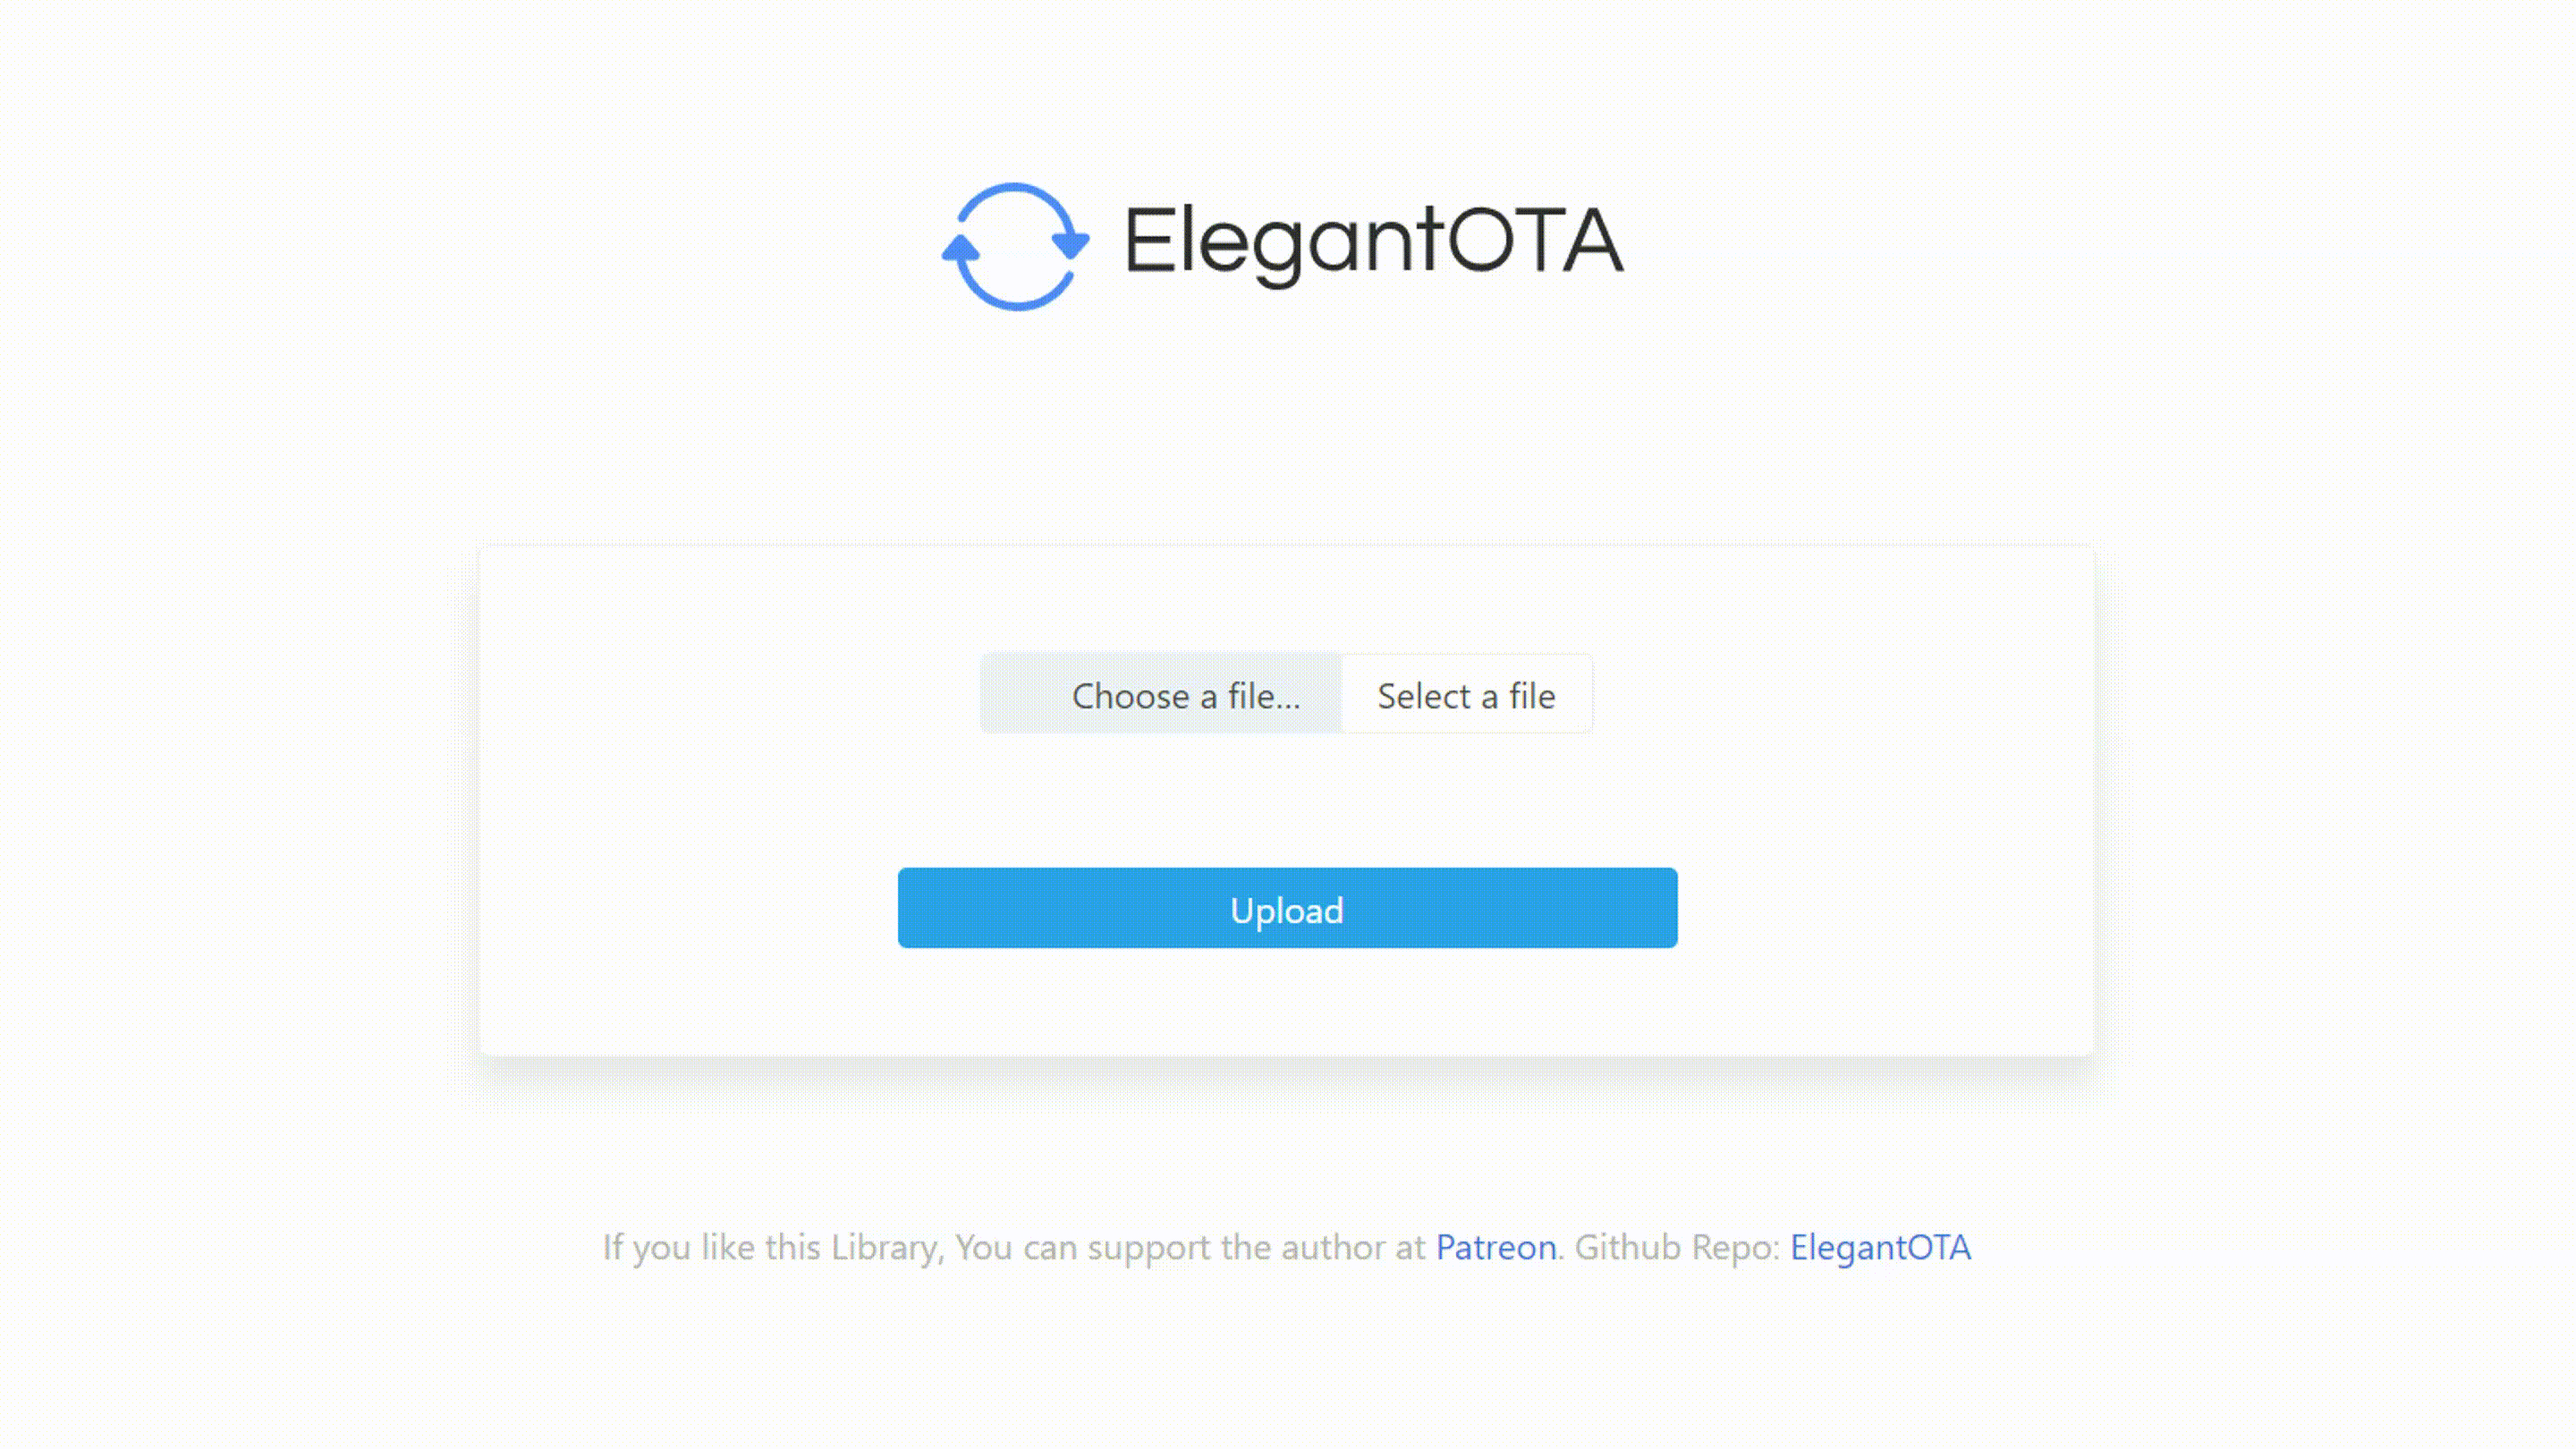 ElegantOTA
Choose a file... Select a file
Upload
If you like this Library, You can support the author at Patreon. Github Repo: ElegantOTA